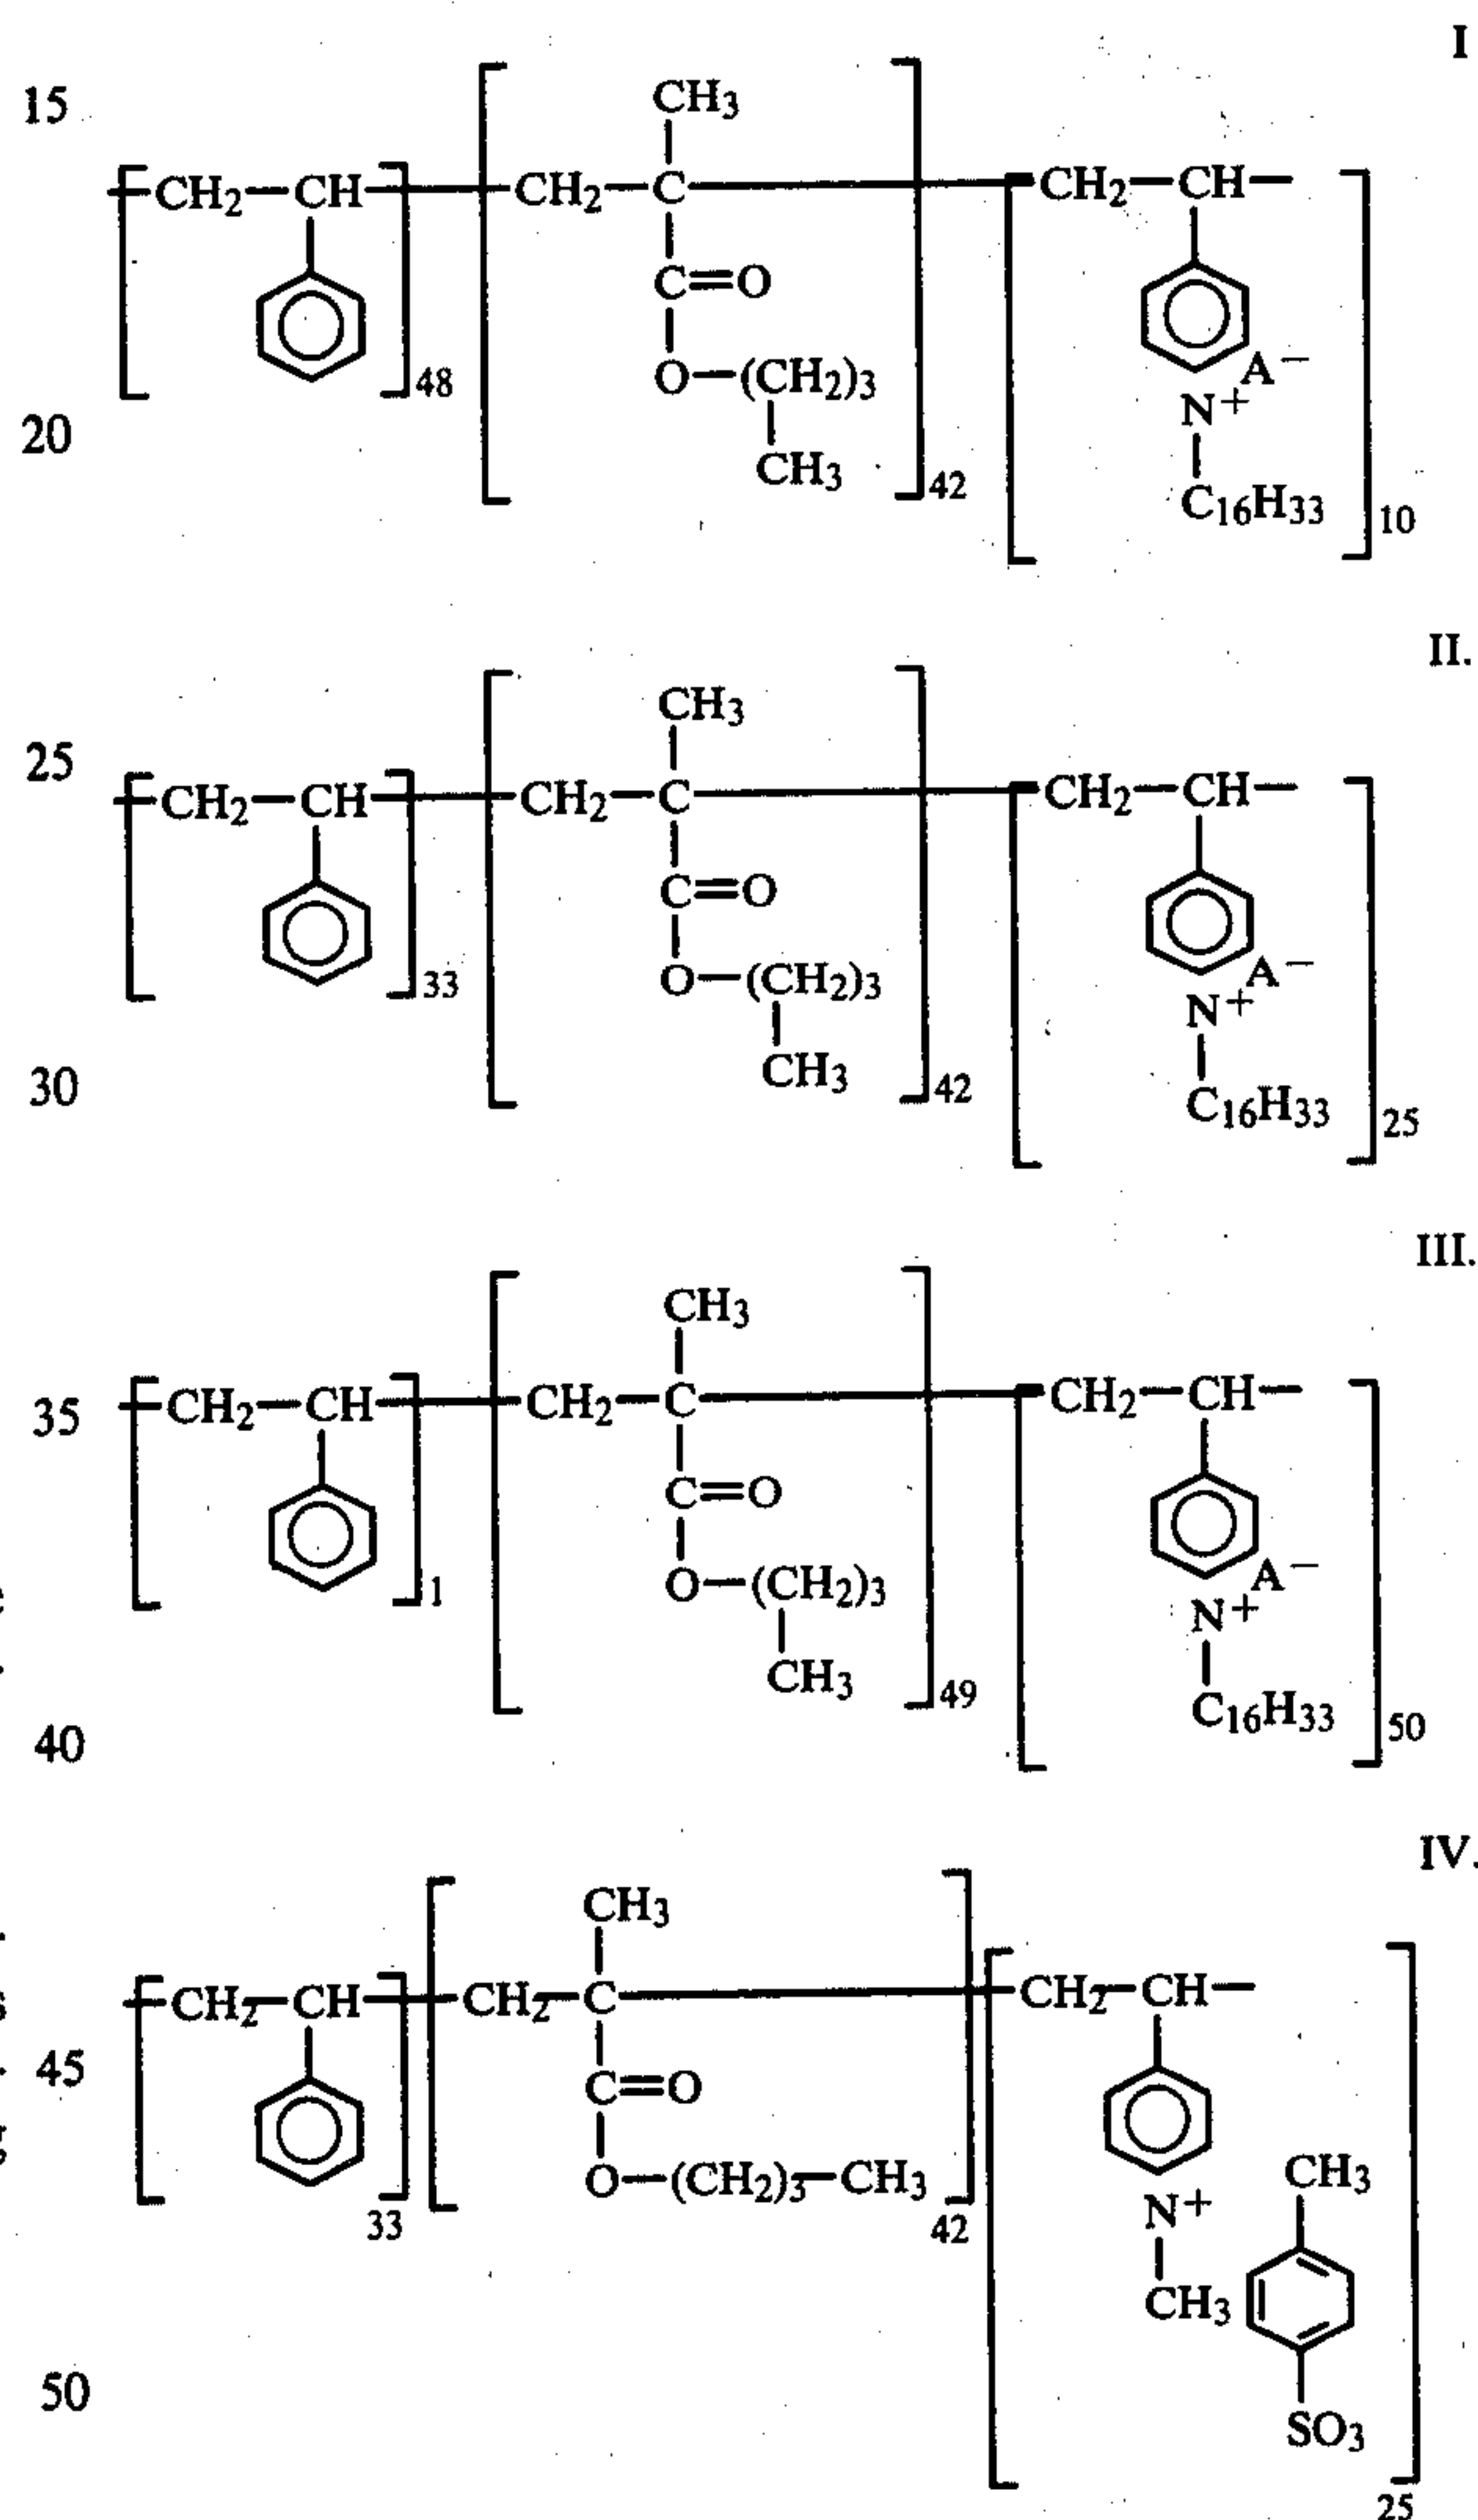 I
15
CH3
CH2—CH CH2—C CH2—CH—
C=O
O—(CH2)3 A−
48 N+
20
CH3
42 C16H33 10
II.
CH3
25
CH2—CH CH2—C CH2—CH—
C=O
O—(CH2)3 A−
33 N+
CH3
30 42 C16H33 25
III.
CH3
35 CH2—CH CH2—C CH2—CH—
C=O
O—(CH2)3 A−
1 N+
CH3 49
C16H33 50
40
IV.
CH3
CH2—CH CH2—C CH2—CH—
45 C=O
O—(CH2)3—CH3 CH3
33 42 N+
CH3
50
SO3
25